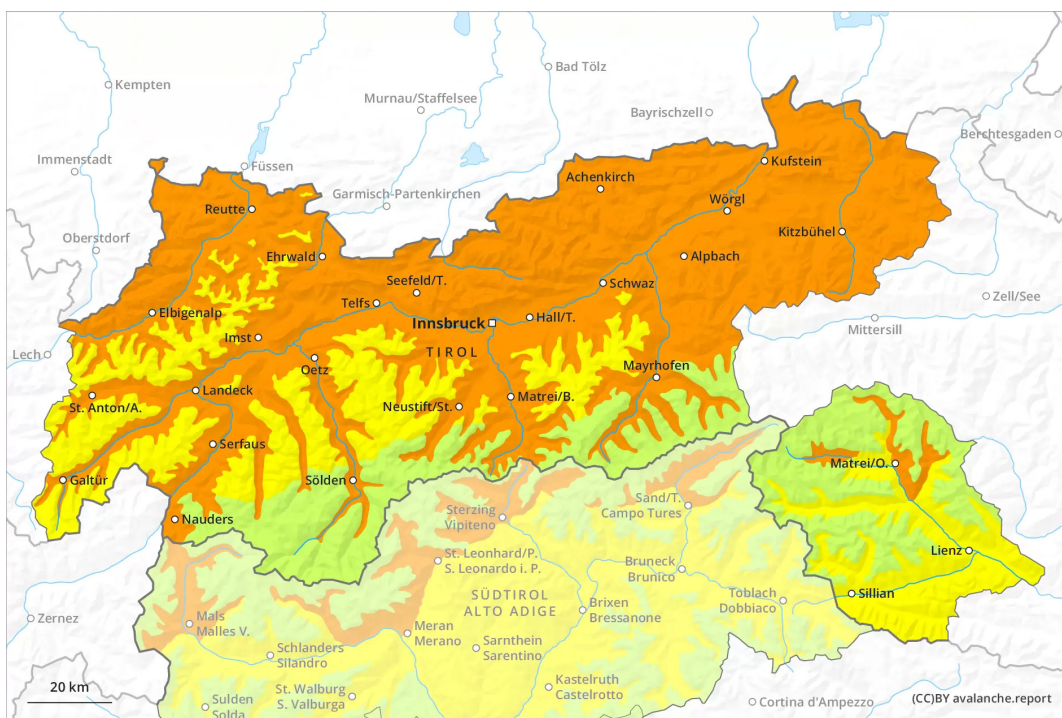 Kempten
Bad Tölz
Murnau/Staffelsee
Bayrischzell
Berchtesgaden
Immenstadt
Füssen
Kufstein
Garmisch-Partenkirchen
Achenkirch
Reutte
Wörgl
Oberstdorf
Kitzbühel
Ehrwald
Alpbach
Seefeld/T.
Schwaz
Zell/See
Telfs
Elbigenalp
Innsbruck
Hall/T.
Mittersill
Imst
Lech
TIROL
Oetz
Mayrhofen
Landeck
St. Anton/A.
Neustift/St.
Matrei/B.
Serfaus
Matrei/O.
Galtür
Sölden
Sand/T.
Campo Tures
Sterzing
Vipiteno
Nauders
Lienz
St. Leonhard/P.
S. Leonardo i. P.
Bruneck
Brunico
Sillian
SÜDTIROL
ALTO ADIGE
Toblach
Dobbiaco
Brixen
Bressanone
Zernez
Mals
Malles V.
Meran
Merano
Sarnthein
Sarentino
Schlanders
Silandro
Kastelruth
Castelrotto
20 km
St. Walburg
S. Valburga
Sulden
Solda
Cortina d'Ampezzo
(CC)BY avalanche.report